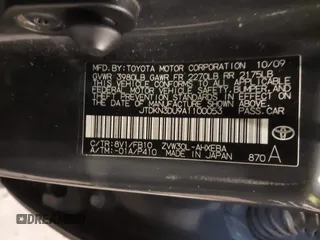 MFD. BY: TOYOTA MOTOR CORPORATION 10/09
GVWR 3980LB GAWR FR 2270LB RR 2175LB
THIS VEHICLE CONFORMS TO ALL APPLICABLE
FEDERAL MOTOR VEHICLE SAFETY, BUMPER, AND
THEFT PREVENTION STANDARDS IN EFFECT ON
THE DATE OF MANUFACTURE SHOWN ABOVE.
JTDKN3DU9A1100053 PASS. CAR
C/TR: 8V1/FB10 ZVW30L-AHXEBA
A/TM: -01A/P410 MADE IN JAPAN 870 A